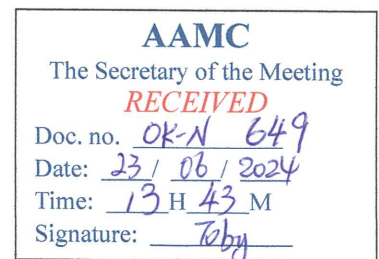 AAMC
The Secretary of the Meeting
RECEIVED
Doc. no. OK-N 649
Date: 23 / 06 / 2024
Time: 13 H 43 M
Signature: Toby